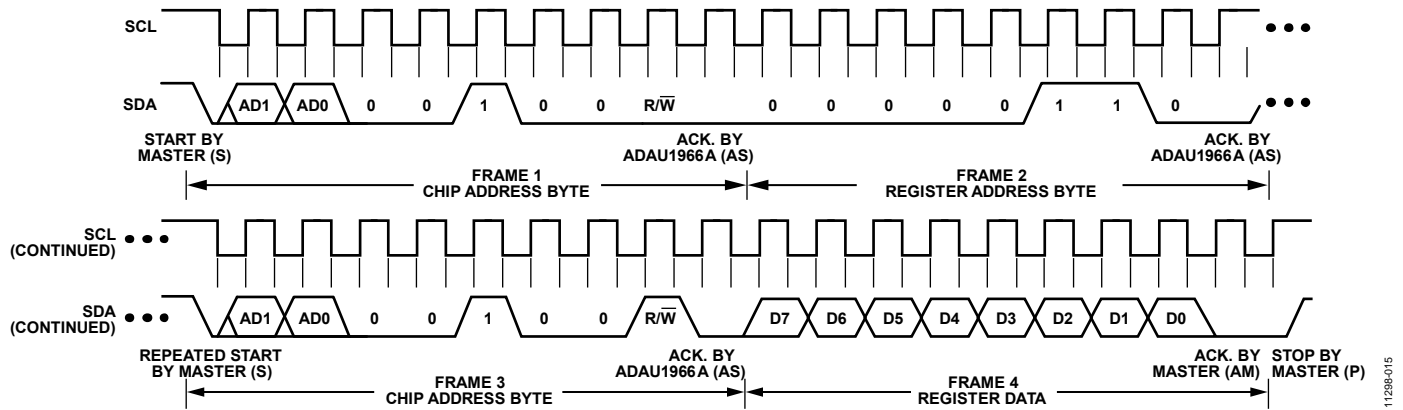 SCL
SDA AD1 AD0 0 0 1 0 0 R/W̅ 0 0 0 0 0 1 1 0
START BY
MASTER (S)
ACK. BY
ADAU1966A (AS)
ACK. BY
ADAU1966A (AS)
FRAME 1
CHIP ADDRESS BYTE
FRAME 2
REGISTER ADDRESS BYTE
SCL
(CONTINUED)
SDA
(CONTINUED)
AD1 AD0 0 0 1 0 0 R/W̅ D7 D6 D5 D4 D3 D2 D1 D0
REPEATED START
BY MASTER (S)
ACK. BY
ADAU1966A (AS)
ACK. BY
MASTER (AM)
STOP BY
MASTER (P)
FRAME 3
CHIP ADDRESS BYTE
FRAME 4
REGISTER DATA
11298-015